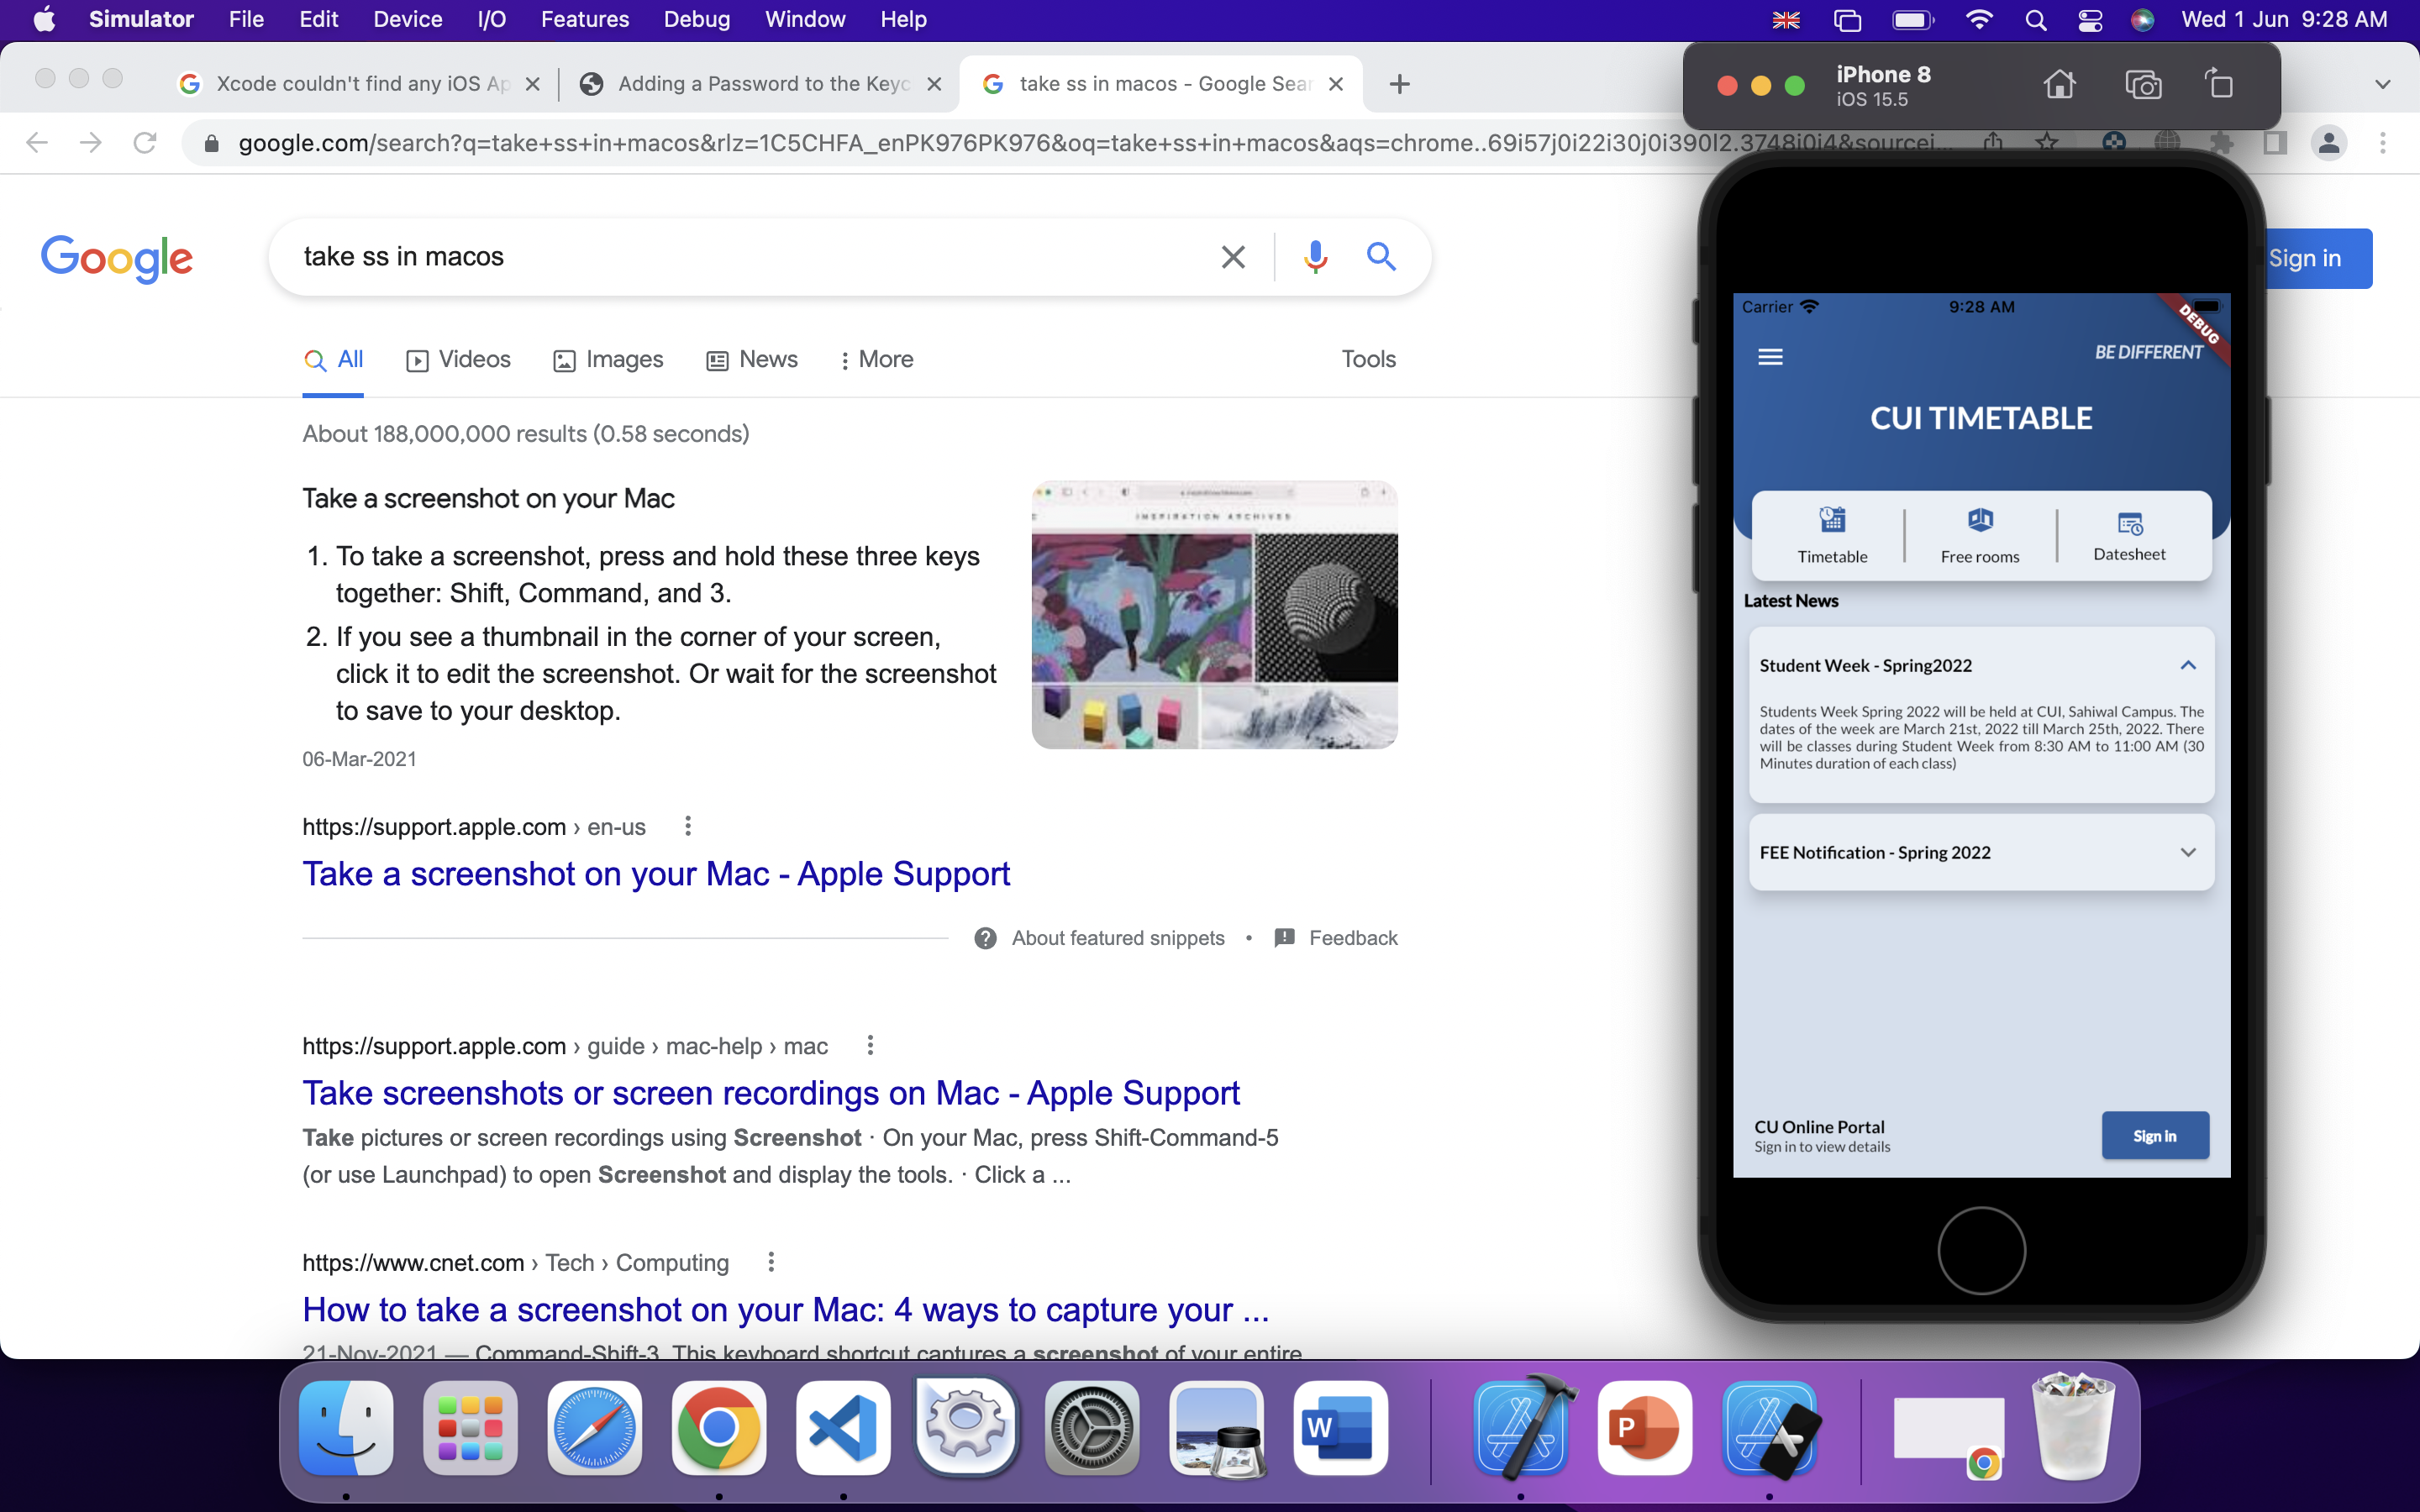 Simulator File Edit Device I/O Features Debug Window Help
Wed 1 Jun 9:28 AM
Xcode couldn't find any iOS Ap
Adding a Password to the Keyc
take ss in macos - Google Sear
iPhone 8
iOS 15.5
google.com/search?q=take+ss+in+macos&rlz=1C5CHFA_enPK976PK976&oq=take+ss+in+macos&aqs=chrome..69i57j0i22i30j0i390l2.3748j0j4&sourcei...
Google
take ss in macos
Sign in
All Videos Images News More Tools
About 188,000,000 results (0.58 seconds)
Take a screenshot on your Mac
1. To take a screenshot, press and hold these three keys
together: Shift, Command, and 3.
2. If you see a thumbnail in the corner of your screen,
click it to edit the screenshot. Or wait for the screenshot
to save to your desktop.
06-Mar-2021
INSPIRATION ARCHIVES
https://support.apple.com › en-us
Take a screenshot on your Mac - Apple Support
About featured snippets • Feedback
https://support.apple.com › guide › mac-help › mac
Take screenshots or screen recordings on Mac - Apple Support
Take pictures or screen recordings using Screenshot · On your Mac, press Shift-Command-5
(or use Launchpad) to open Screenshot and display the tools. · Click a ...
https://www.cnet.com › Tech › Computing
How to take a screenshot on your Mac: 4 ways to capture your ...
21-Nov-2021 — Command-Shift-3. This keyboard shortcut captures a screenshot of your entire
Carrier 9:28 AM
DEBUG
BE DIFFERENT
CUI TIMETABLE
Timetable Free rooms Datesheet
Latest News
Student Week - Spring2022
Students Week Spring 2022 will be held at CUI, Sahiwal Campus. The
dates of the week are March 21st, 2022 till March 25th, 2022. There
will be classes during Student Week from 8:30 AM to 11:00 AM (30
Minutes duration of each class)
FEE Notification - Spring 2022
CU Online Portal
Sign in to view details
Sign in
W
P